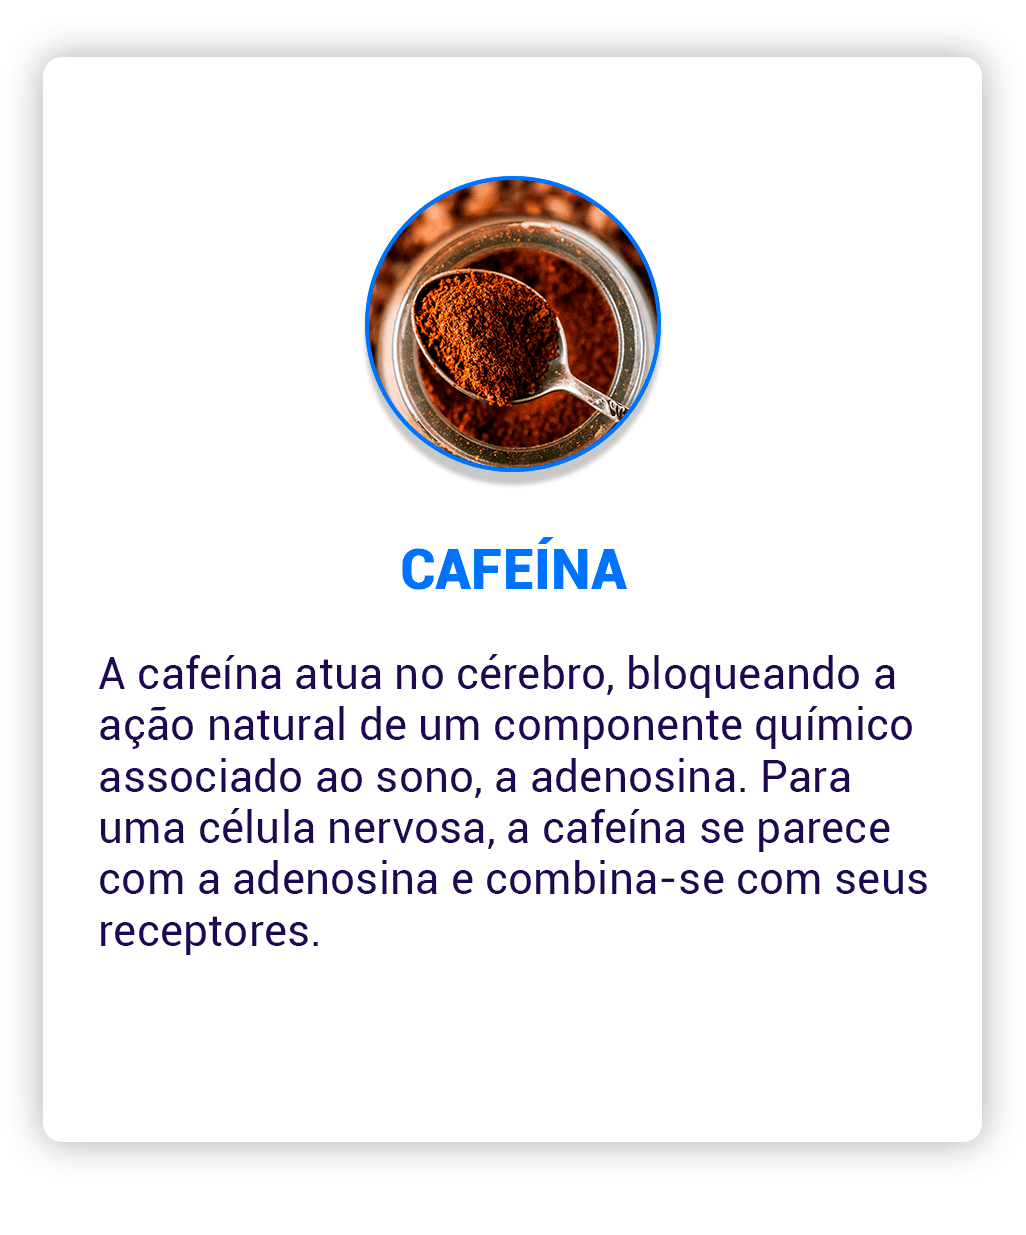 CAFEÍNA
A cafeína atua no cérebro, bloqueando a
ação natural de um componente químico
associado ao sono, a adenosina. Para
uma célula nervosa, a cafeína se parece
com a adenosina e combina-se com seus
receptores.